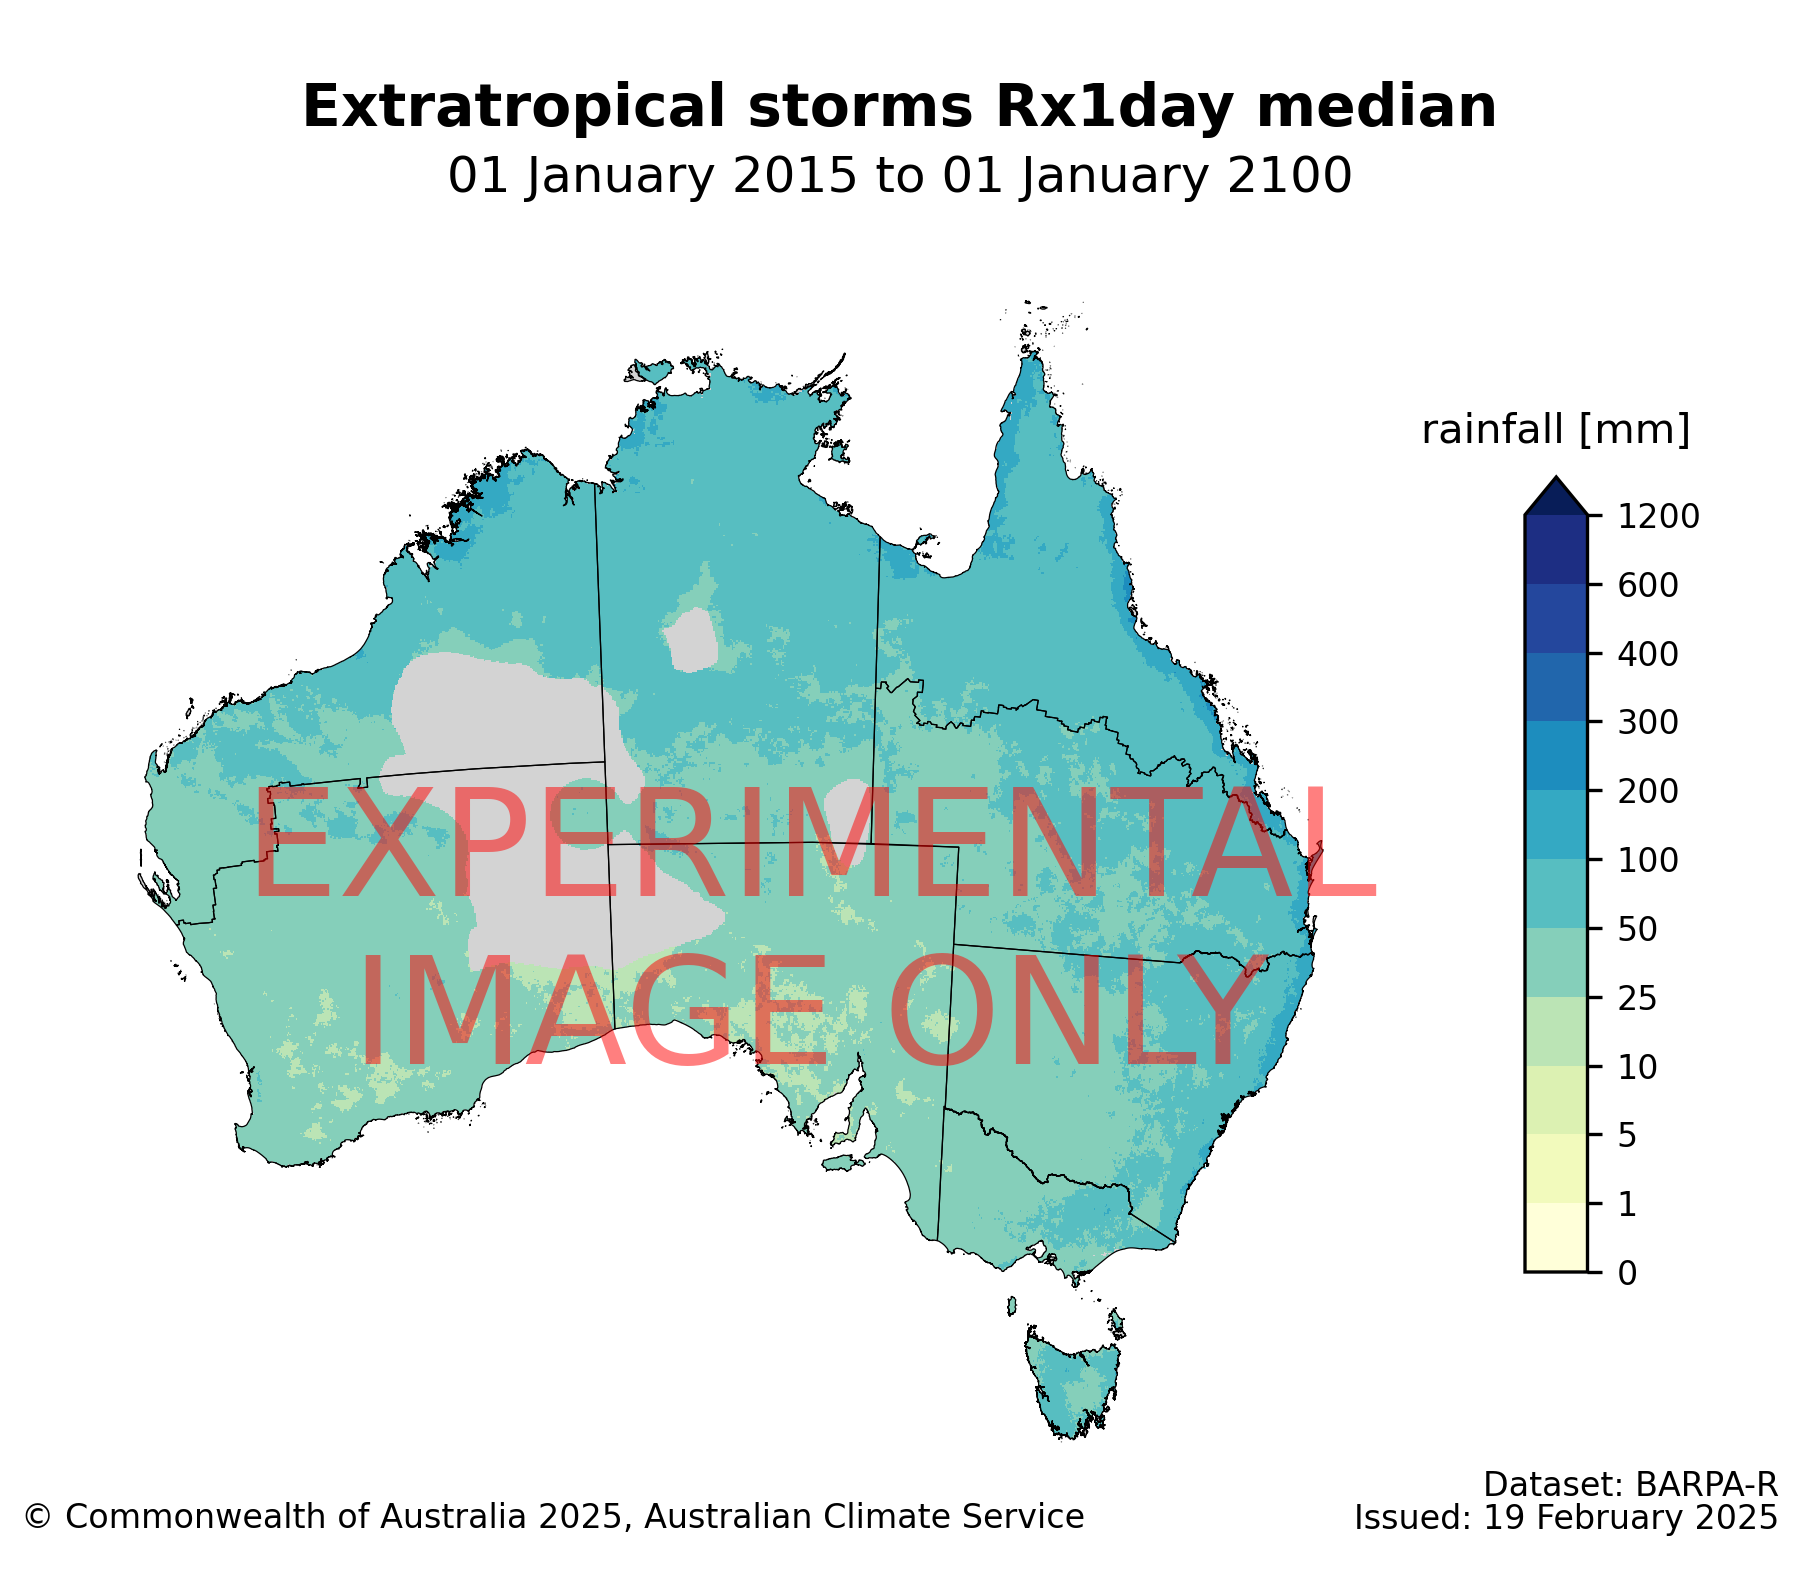 Extratropical storms Rx1day median
01 January 2015 to 01 January 2100
rainfall [mm]
1200
600
400
300
200
100
50
25
10
5
1
0
EXPERIMENTAL
IMAGE ONLY
Dataset: BARPA-R
© Commonwealth of Australia 2025, Australian Climate Service
Issued: 19 February 2025